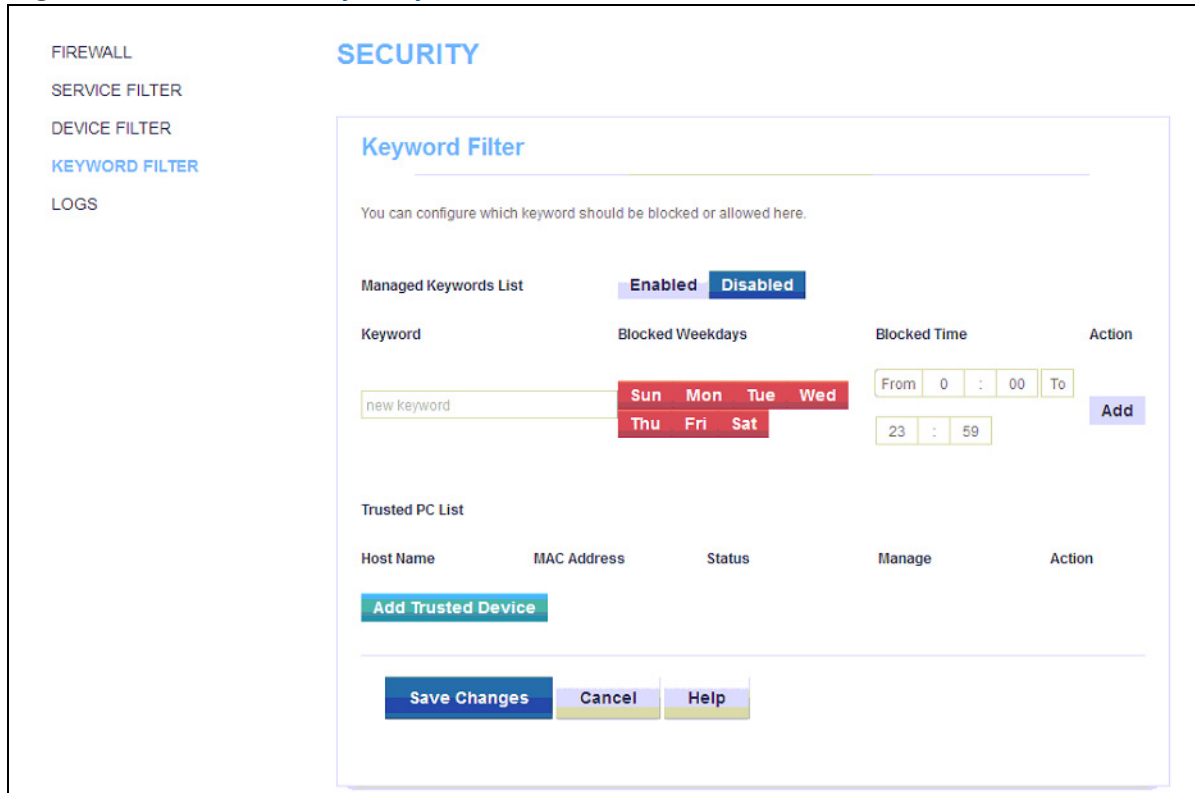 FIREWALL
SERVICE FILTER
DEVICE FILTER
KEYWORD FILTER
LOGS
SECURITY
Keyword Filter
You can configure which keyword should be blocked or allowed here.
Managed Keywords List Enabled Disabled
Keyword Blocked Weekdays Blocked Time Action
new keyword
Sun Mon Tue Wed
Thu Fri Sat
From 0 : 00 To
23 : 59
Add
Trusted PC List
Host Name MAC Address Status Manage Action
Add Trusted Device
Save Changes Cancel Help